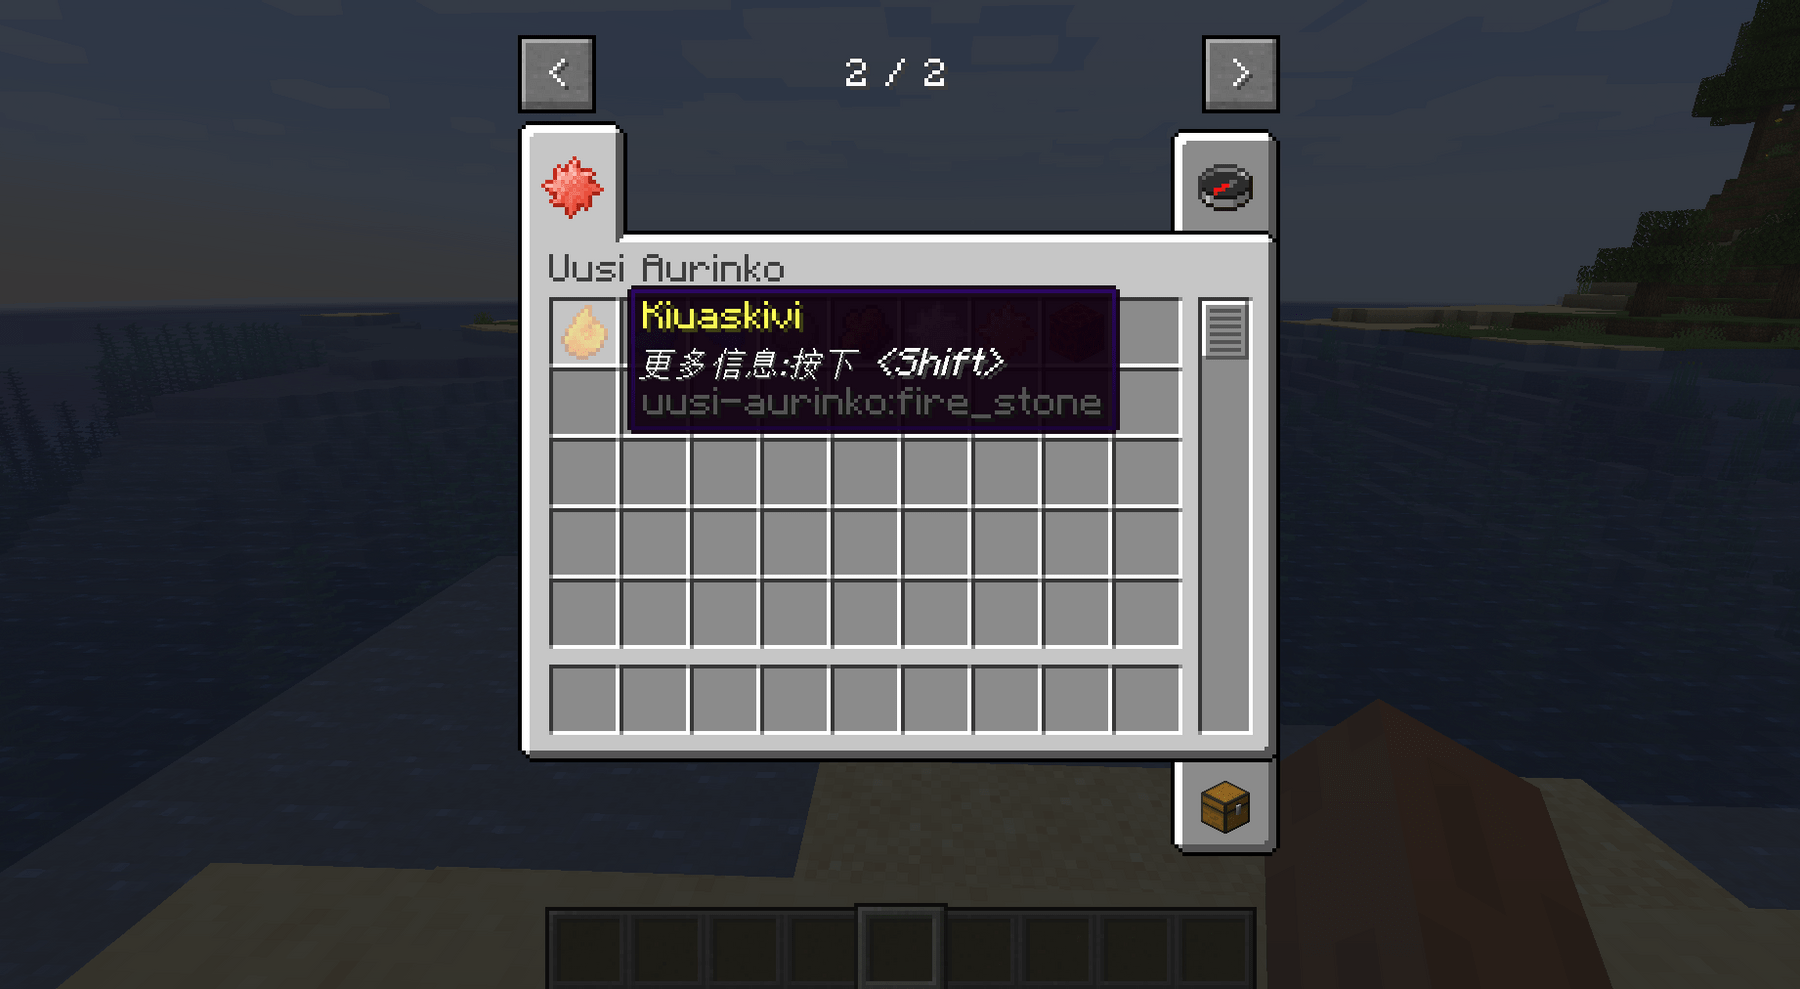 <
2 / 2
>
Uusi Aurinko
Kiuaskivi
更多信息:按下 <Shift>
uusi-aurinko:fire_stone